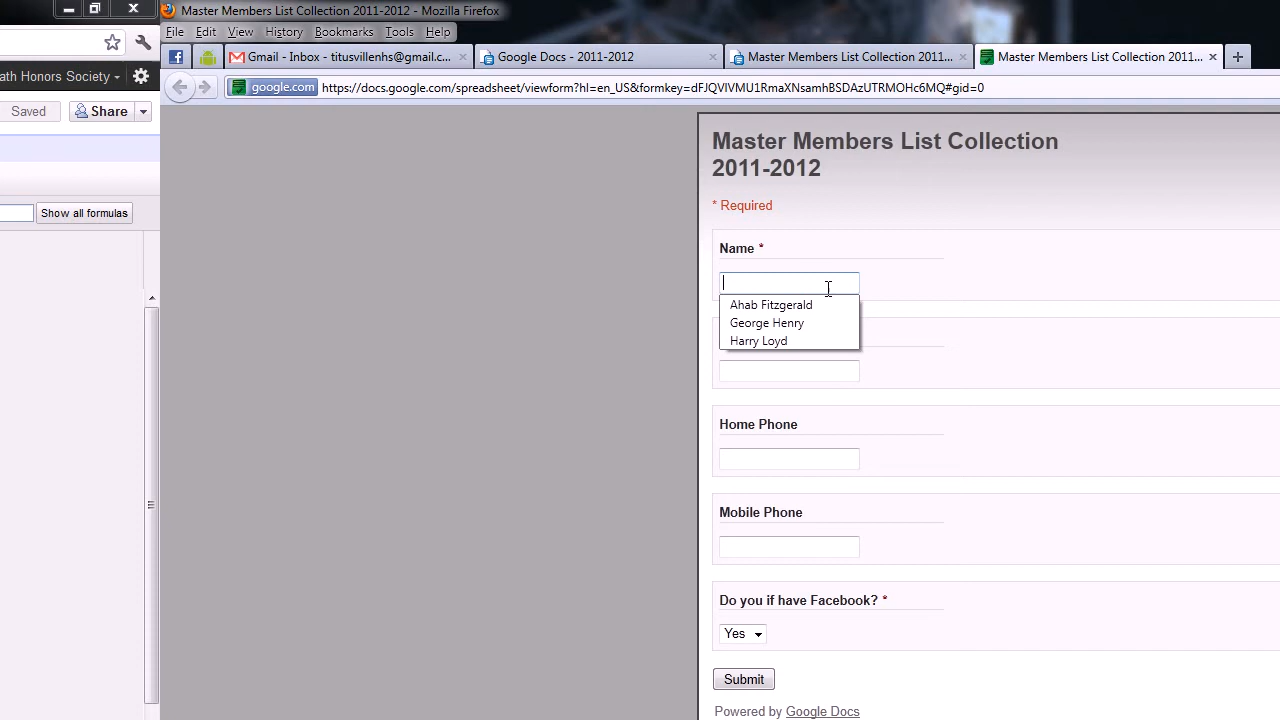 Master Members List Collection 2011-2012 - Mozilla Firefox
File Edit View History Bookmarks Tools Help
Gmail - Inbox - titusvillenhs@gmail.c...
Google Docs - 2011-2012
Master Members List Collection 2011...
Master Members List Collection 2011...
google.com https://docs.google.com/spreadsheet/viewform?hl=en_US&formkey=dFJQVlVMU1RmaXNsamhBSDAzUTRMOHc6MQ#gid=0
ath Honors Society
Saved Share
Show all formulas
Master Members List Collection
2011-2012
* Required
Name *
Ahab Fitzgerald
George Henry
Harry Loyd
Home Phone
Mobile Phone
Do you if have Facebook? *
Yes
Submit
Powered by Google Docs